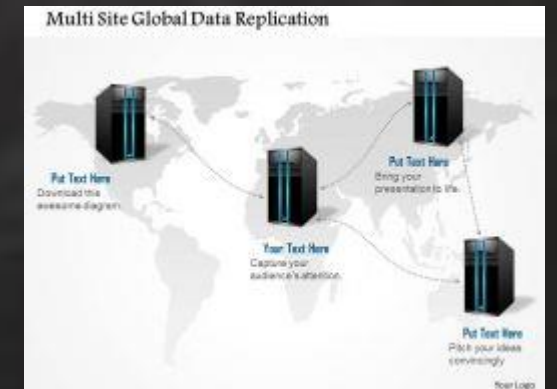 Multi Site Global Data Replication
Put Text Here
Download this
awesome diagram.
Put Text Here
Bring your
presentation to life.
Your Text Here
Capture your
audience's attention.
Put Text Here
Pitch your ideas
convincingly
Your Logo